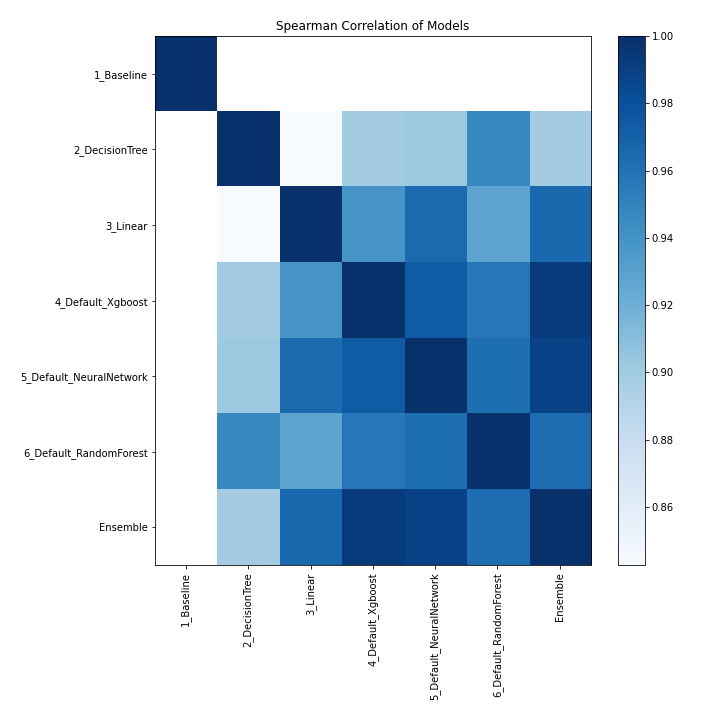 Spearman Correlation of Models
1_Baseline
2_DecisionTree
3_Linear
4_Default_Xgboost
5_Default_NeuralNetwork
6_Default_RandomForest
Ensemble
1_Baseline
2_DecisionTree
3_Linear
4_Default_Xgboost
5_Default_NeuralNetwork
6_Default_RandomForest
Ensemble
1.00
0.98
0.96
0.94
0.92
0.90
0.88
0.86